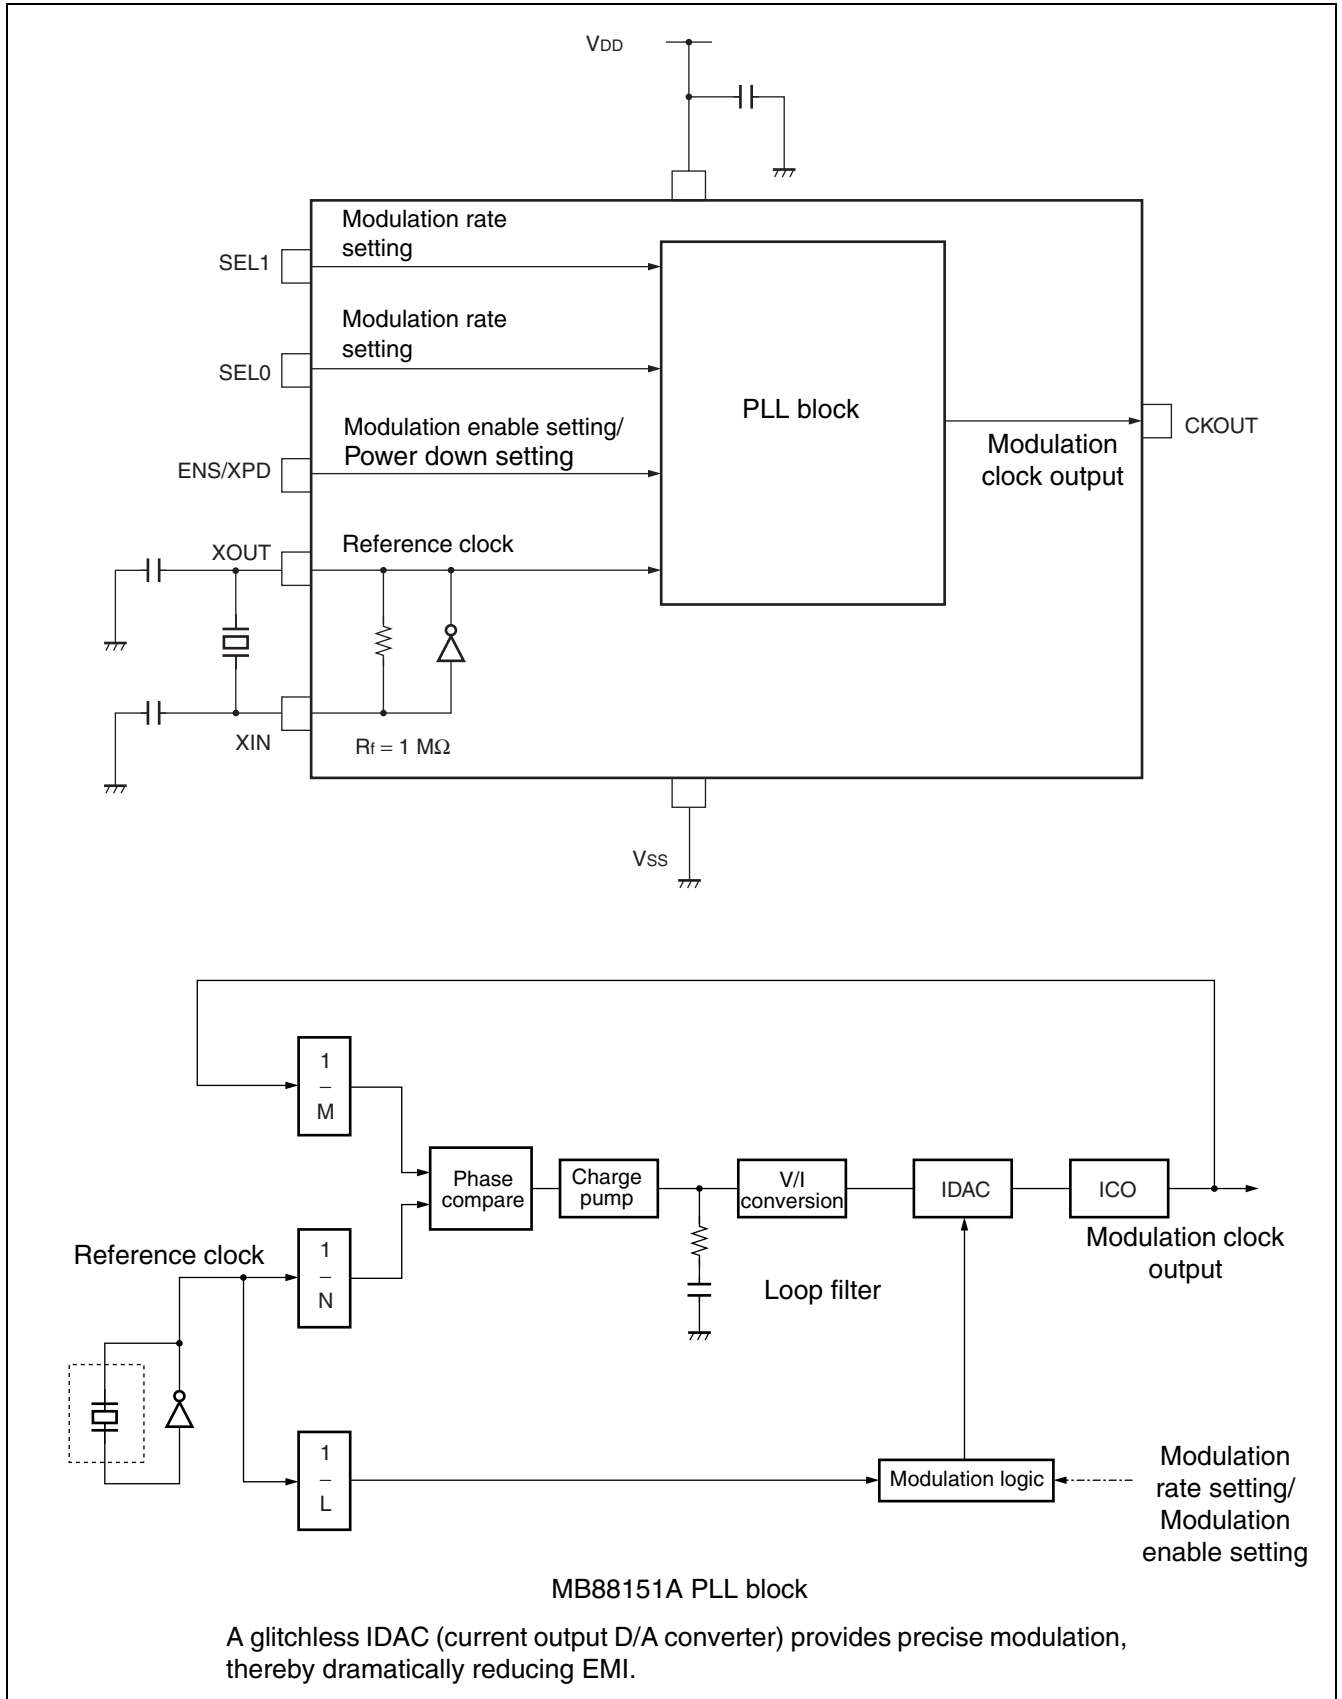 VDD
Modulation rate
setting
SEL1
Modulation rate
setting
SEL0
PLL block
Modulation enable setting/
Power down setting
ENS/XPD
CKOUT
Modulation
clock output
XOUT
Reference clock
XIN
Rf = 1 MΩ
VSS
1
M
Phase
compare
Charge
pump
V/I
conversion
IDAC
ICO
Reference clock
1
N
Loop filter
Modulation clock
output
1
L
Modulation logic
Modulation
rate setting/
Modulation
enable setting
MB88151A PLL block
A glitchless IDAC (current output D/A converter) provides precise modulation,
thereby dramatically reducing EMI.